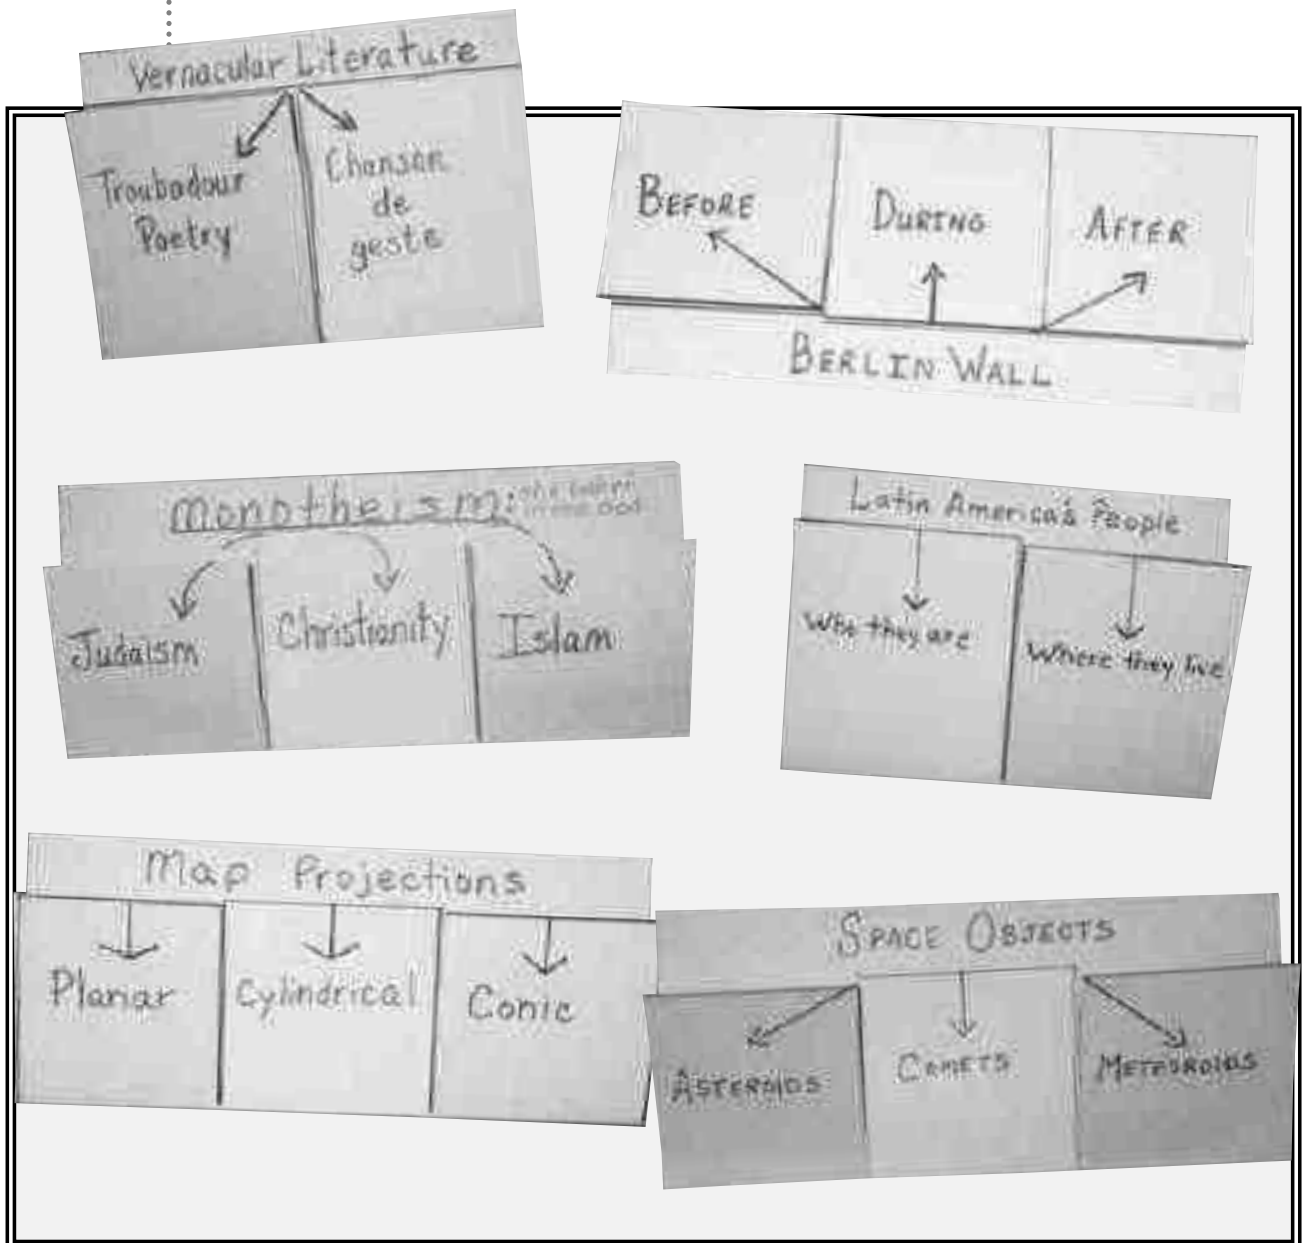 Vernacular Literature
Troubadour
Poetry
Chanson
de
geste
BEFORE
DURING
AFTER
BERLIN WALL
monotheism:
Judaism
Christianity
Islam
Latin America's People
Who they are
Where they live
Map Projections
Planar
Cylindrical
Conic
SPACE OBJECTS
ASTEROIDS
COMETS
METEOROIDS